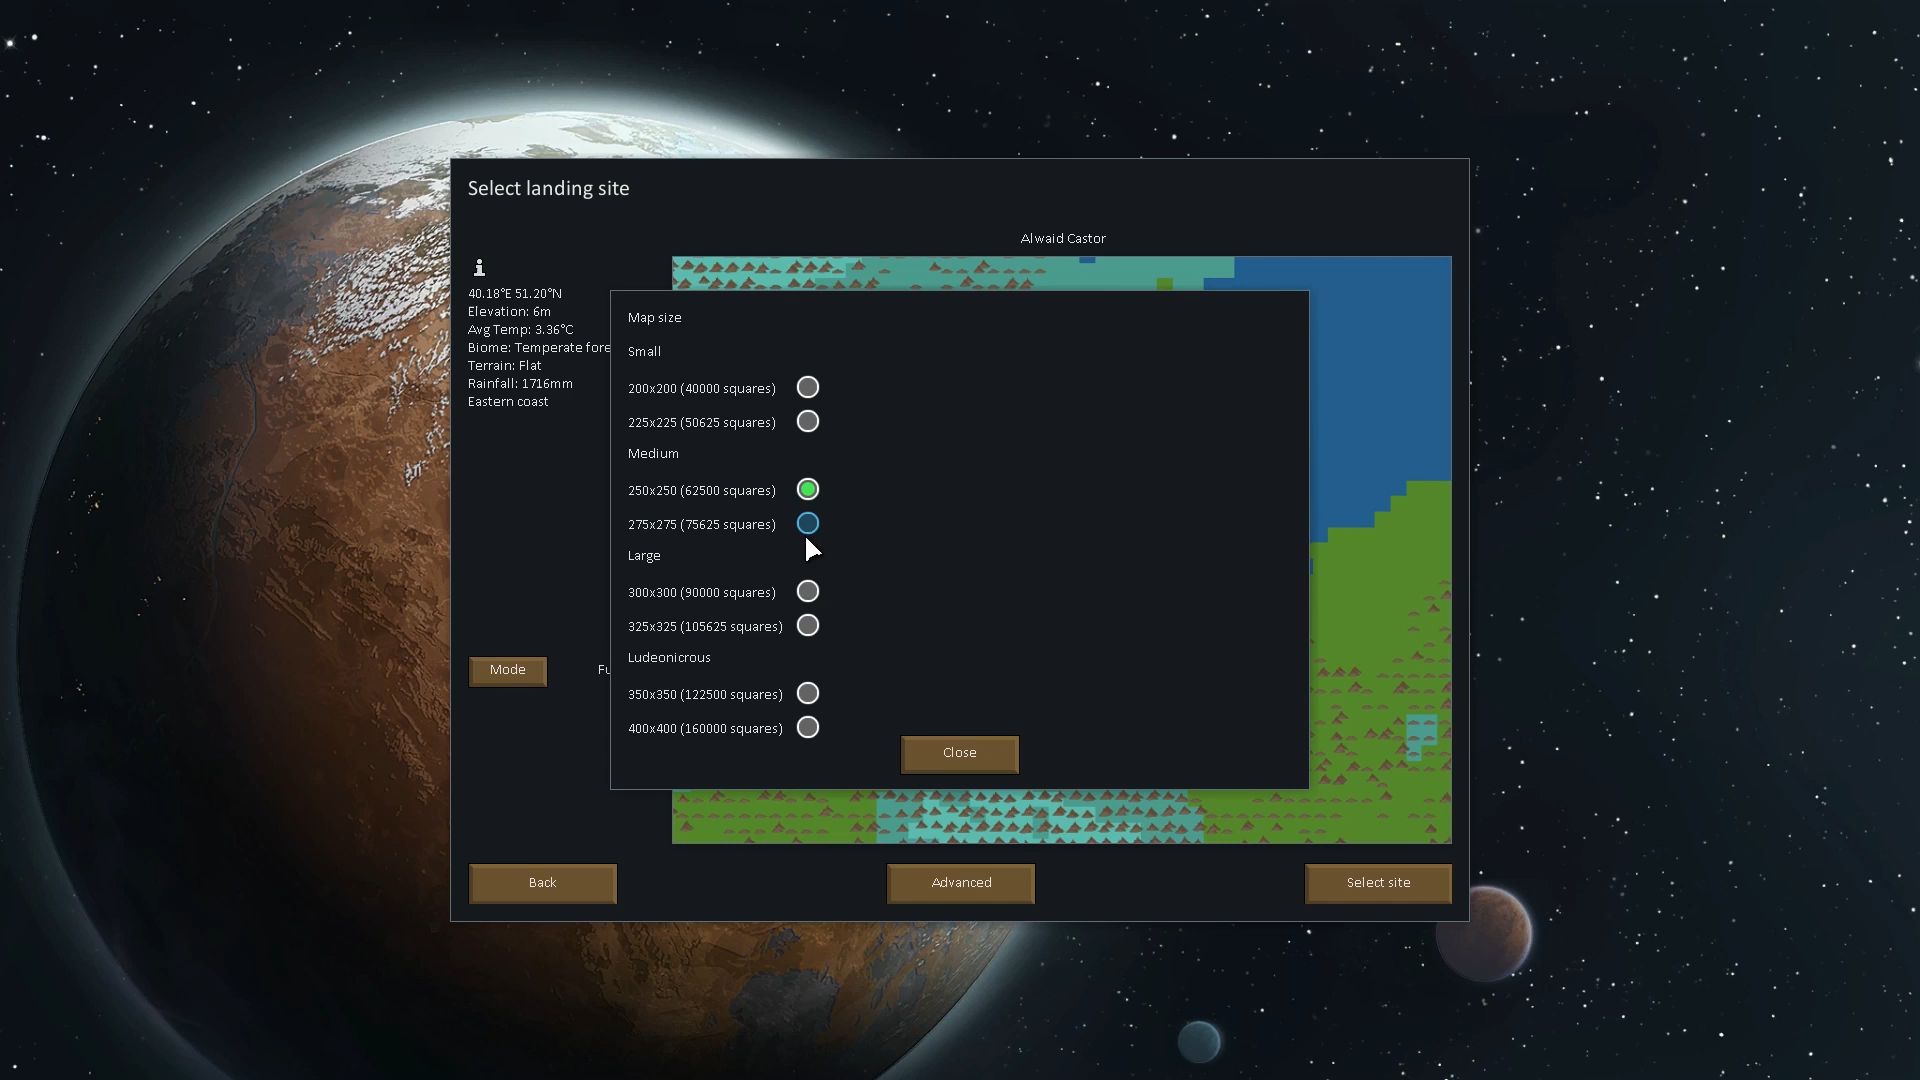 Select landing site
Alwaid Castor
40.18°E 51.20°N
Elevation: 6m
Avg Temp: 3.36°C
Biome: Temperate fore
Terrain: Flat
Rainfall: 1716mm
Eastern coast
Mode
Fu
Map size
Small
200x200 (40000 squares)
225x225 (50625 squares)
Medium
250x250 (62500 squares)
275x275 (75625 squares)
Large
300x300 (90000 squares)
325x325 (105625 squares)
Ludeonicrous
350x350 (122500 squares)
400x400 (160000 squares)
Close
Back
Advanced
Select site